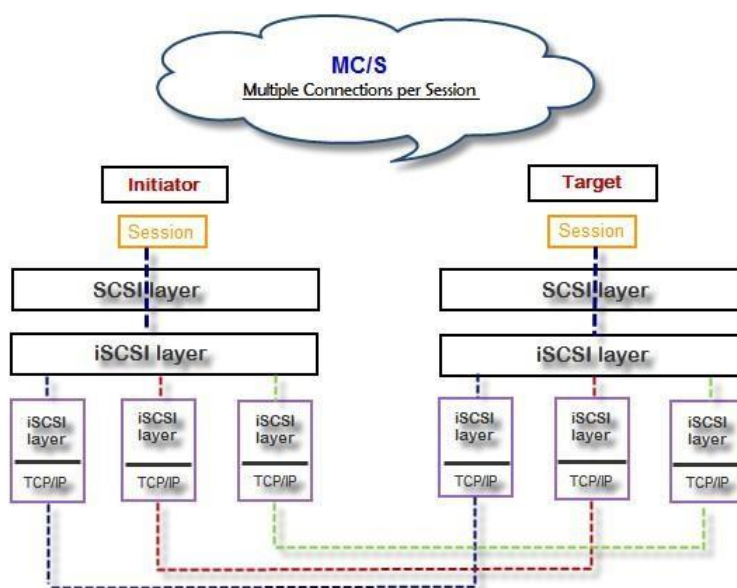 MC/S
Multiple Connections per Session
Initiator
Target
Session
Session
SCSI layer
SCSI layer
iSCSI layer
iSCSI layer
iSCSI
layer
TCP/IP
iSCSI
layer
TCP/IP
iSCSI
layer
TCP/IP
iSCSI
layer
TCP/IP
iSCSI
layer
TCP/IP
iSCSI
layer
TCP/IP